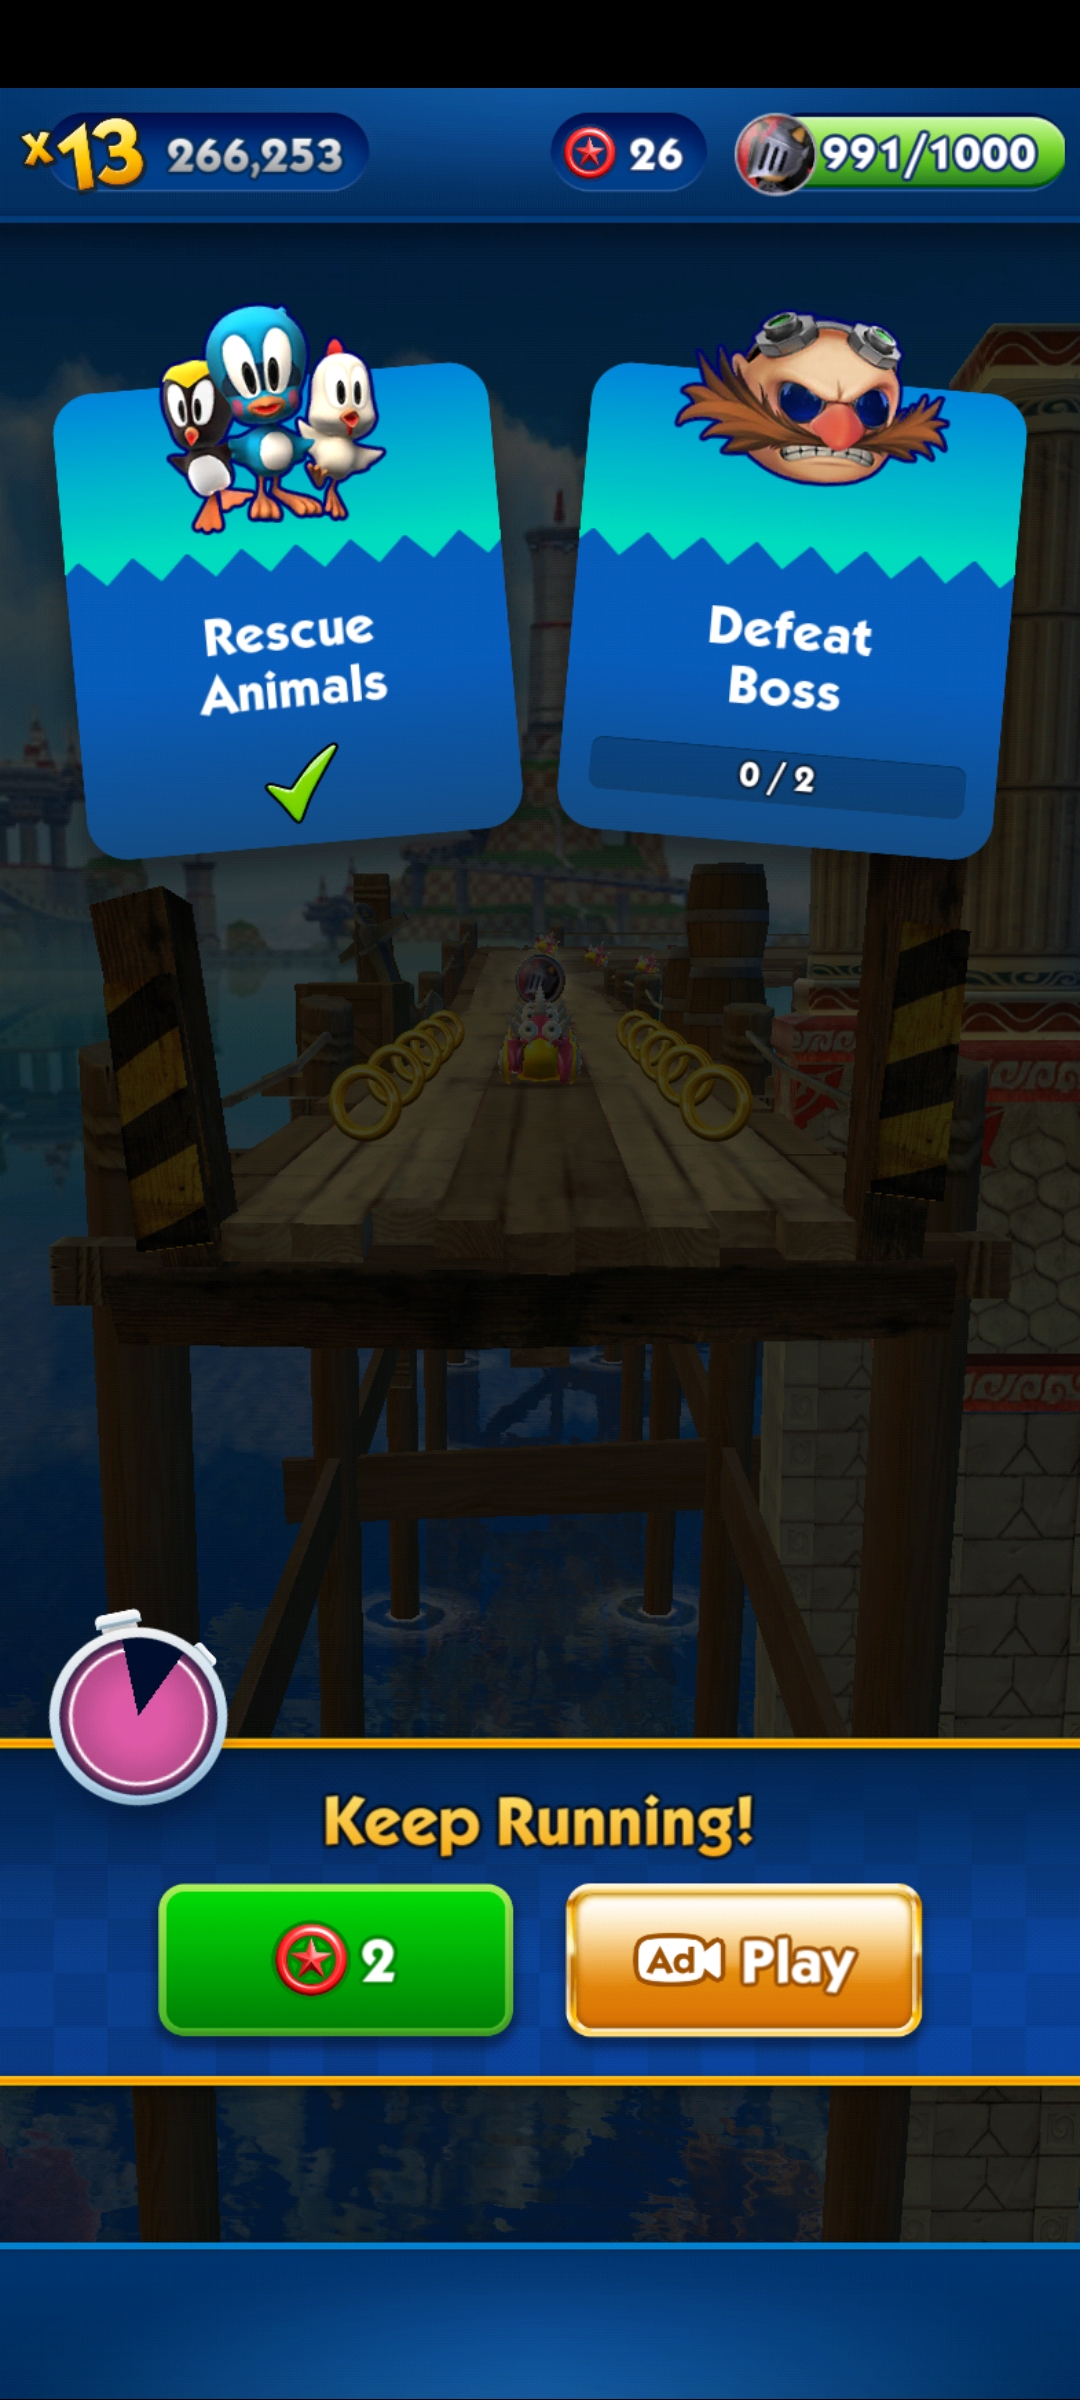 x13 266,253 26 991/1000
Rescue
Animals
Defeat
Boss
0/2
Keep Running!
2 Ad Play